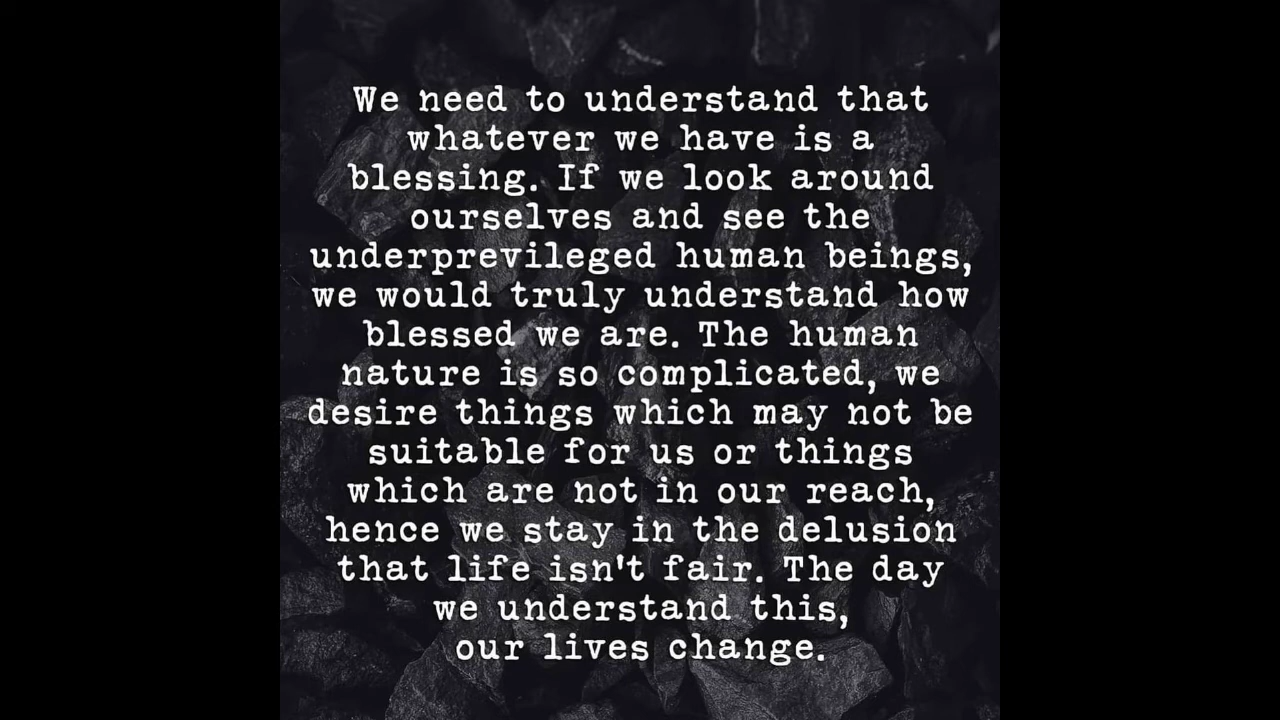 We need to understand that
whatever we have is a
blessing. If we look around
ourselves and see the
underprevileged human beings,
we would truly understand how
blessed we are. The human
nature is so complicated, we
desire things which may not be
suitable for us or things
which are not in our reach,
hence we stay in the delusion
that life isn't fair. The day
we understand this,
our lives change.